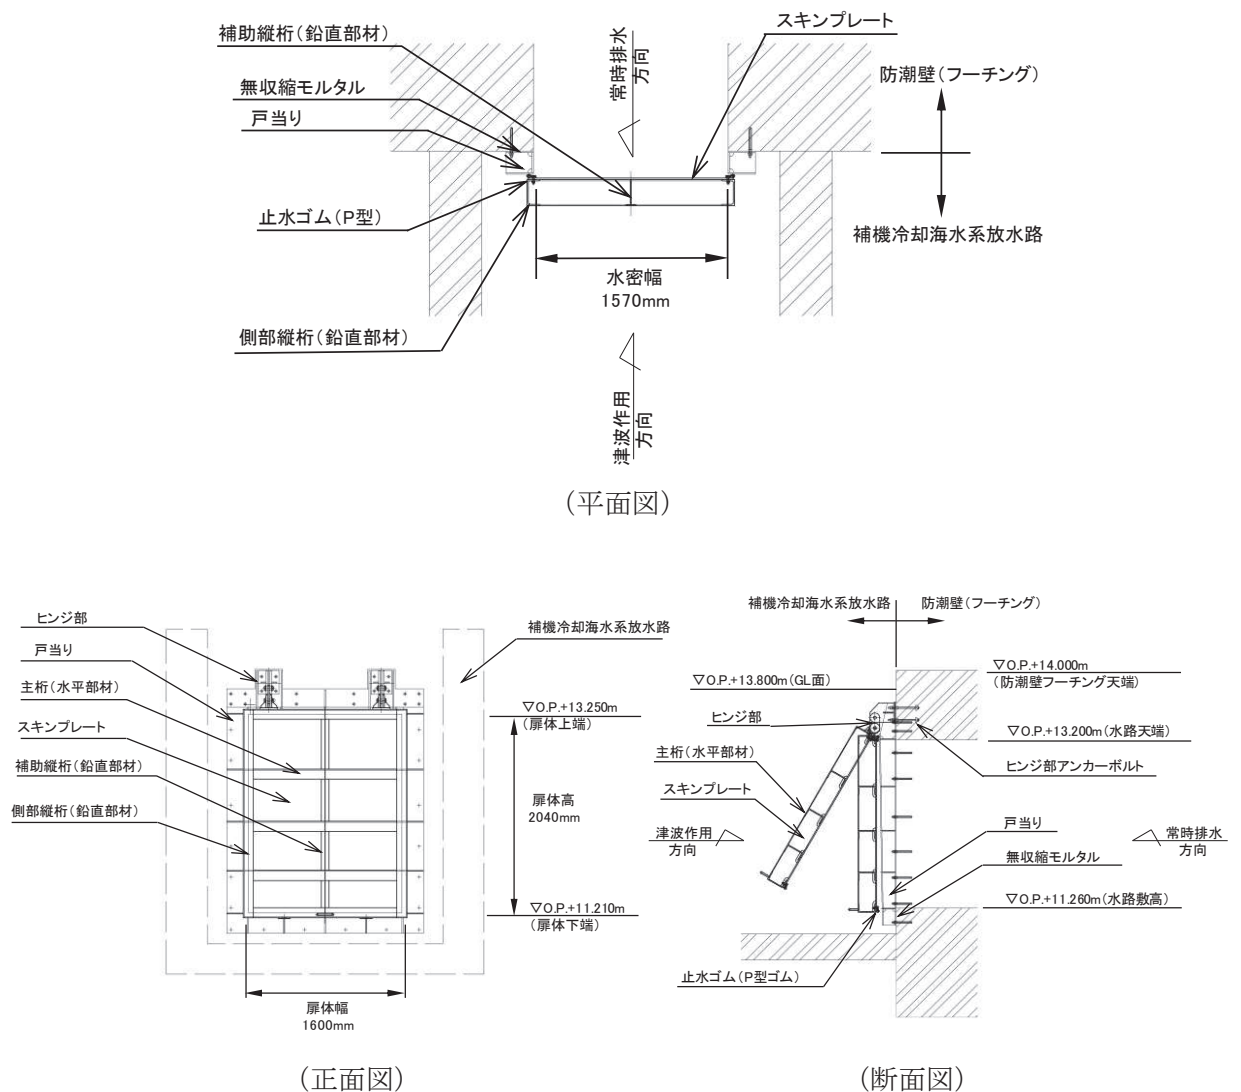 スキンプレート
補助縦桁(鉛直部材)
常時排水
方向
防潮壁(フーチング)
無収縮モルタル
戸当り
止水ゴム(P型)
補機冷却海水系放水路
水密幅
1570mm
側部縦桁(鉛直部材)
津波作用
方向
(平面図)
ヒンジ部
戸当り
主桁(水平部材)
スキンプレート
補助縦桁(鉛直部材)
側部縦桁(鉛直部材)
補機冷却海水系放水路
▽O.P.+13.250m
(扉体上端)
扉体高
2040mm
▽O.P.+11.210m
(扉体下端)
扉体幅
1600mm
(正面図)
補機冷却海水系放水路
防潮壁(フーチング)
▽O.P.+14.000m
(防潮壁フーチング天端)
▽O.P.+13.800m(GL面)
ヒンジ部
▽O.P.+13.200m(水路天端)
主桁(水平部材)
ヒンジ部アンカーボルト
スキンプレート
津波作用
方向
戸当り
常時排水
方向
無収縮モルタル
▽O.P.+11.260m(水路敷高)
止水ゴム(P型ゴム)
(断面図)